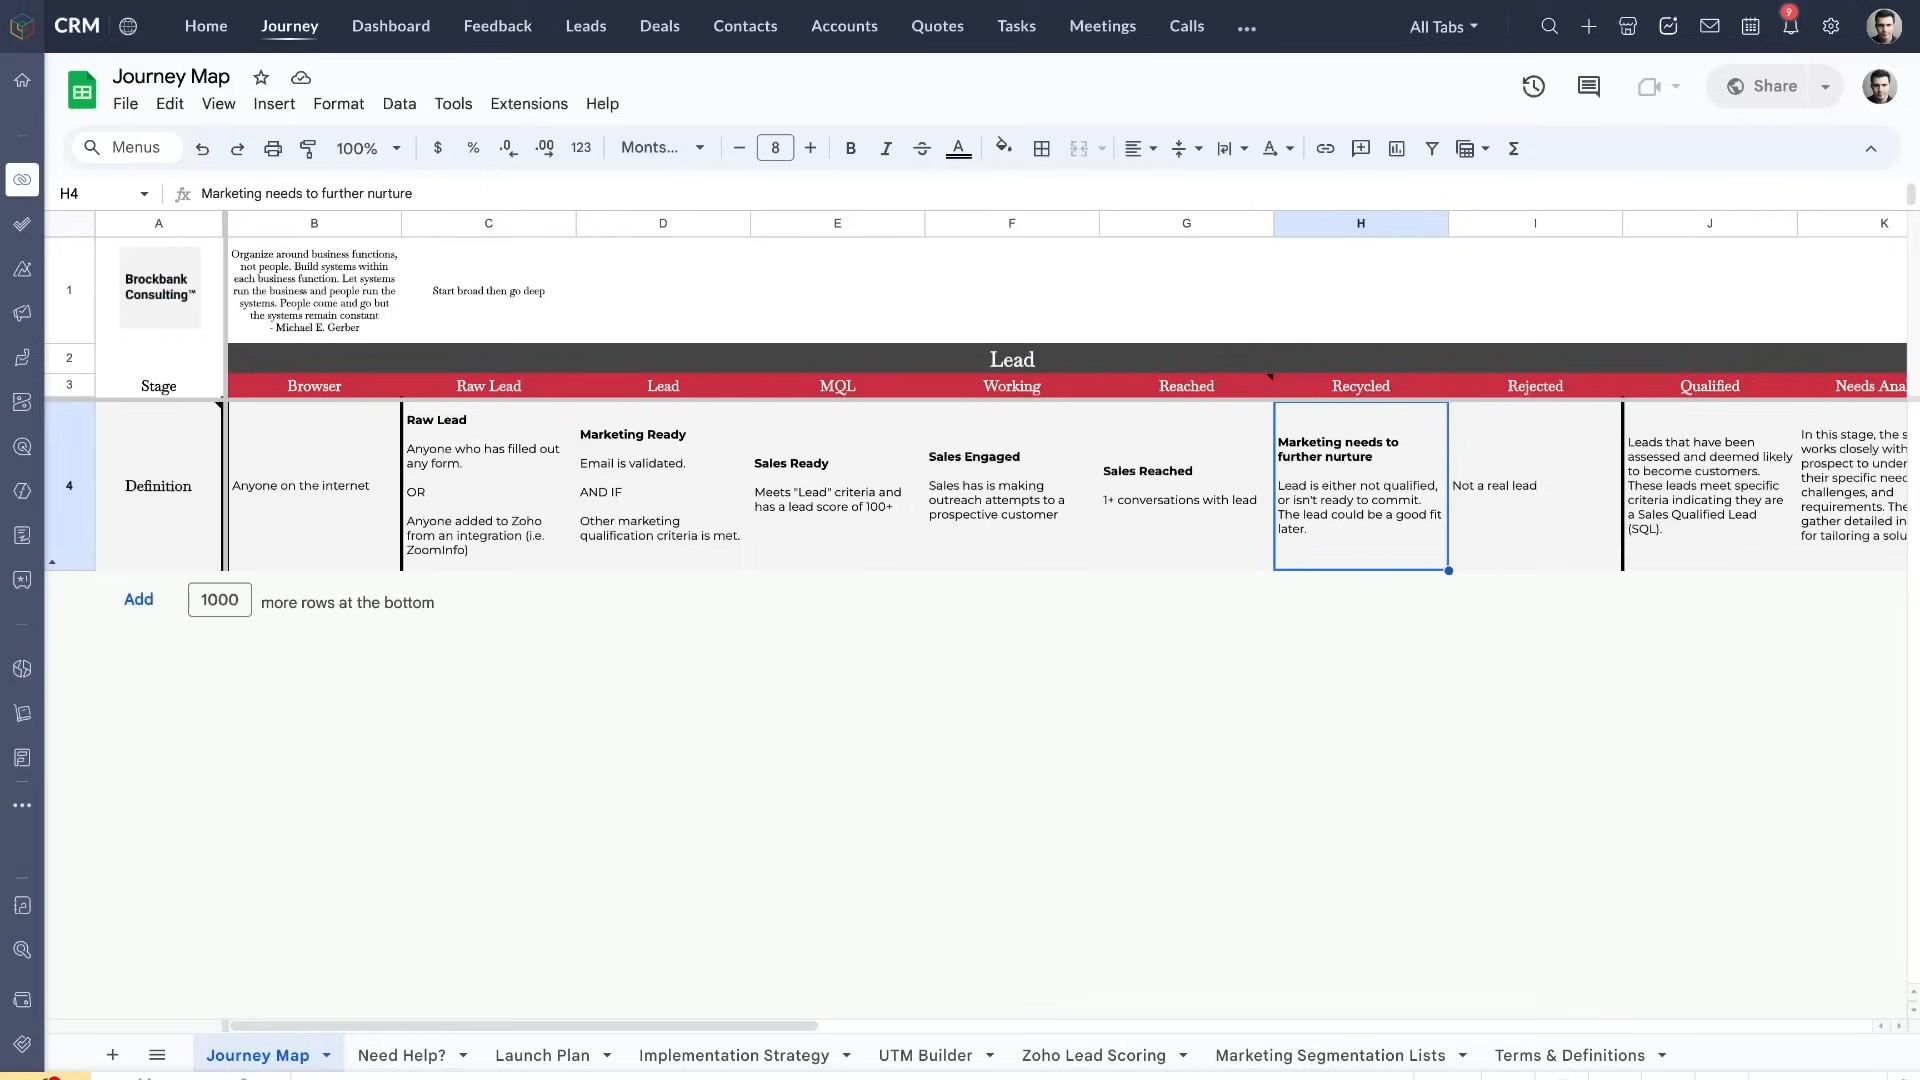 CRM Home Journey Dashboard Feedback Leads Deals Contacts Accounts Quotes Tasks Meetings Calls ... All Tabs 9
Journey Map
File Edit View Insert Format Data Tools Extensions Help
Share
Menus 100% $ % .0 .00 123 Monts... 8 B I A Σ
H4 fx Marketing needs to further nurture
A B C D E F G H I J K
1
Brockbank
Consulting™
Organize around business functions,
not people. Build systems within
each business function. Let systems
run the business and people run the
systems. People come and go but
the systems remain constant
- Michael E. Gerber
Start broad then go deep
2 Lead
3 Stage Browser Raw Lead Lead MQL Working Reached Recycled Rejected Qualified Needs Ana
4 Definition
Anyone on the internet
Raw Lead
Anyone who has filled out
any form.
OR
Anyone added to Zoho
from an integration (i.e.
ZoomInfo)
Marketing Ready
Email is validated.
AND IF
Other marketing
qualification criteria is met.
Sales Ready
Meets "Lead" criteria and
has a lead score of 100+
Sales Engaged
Sales has is making
outreach attempts to a
prospective customer
Sales Reached
1+ conversations with lead
Marketing needs to
further nurture
Lead is either not qualified,
or isn't ready to commit.
The lead could be a good fit
later.
Not a real lead
Leads that have been
assessed and deemed likely
to become customers.
These leads meet specific
criteria indicating they are
a Sales Qualified Lead
(SQL).
In this stage, the s
works closely with
prospect to under
their specific need
challenges, and
requirements. The
gather detailed in
for tailoring a solu
Add 1000 more rows at the bottom
Journey Map Need Help? Launch Plan Implementation Strategy UTM Builder Zoho Lead Scoring Marketing Segmentation Lists Terms & Definitions